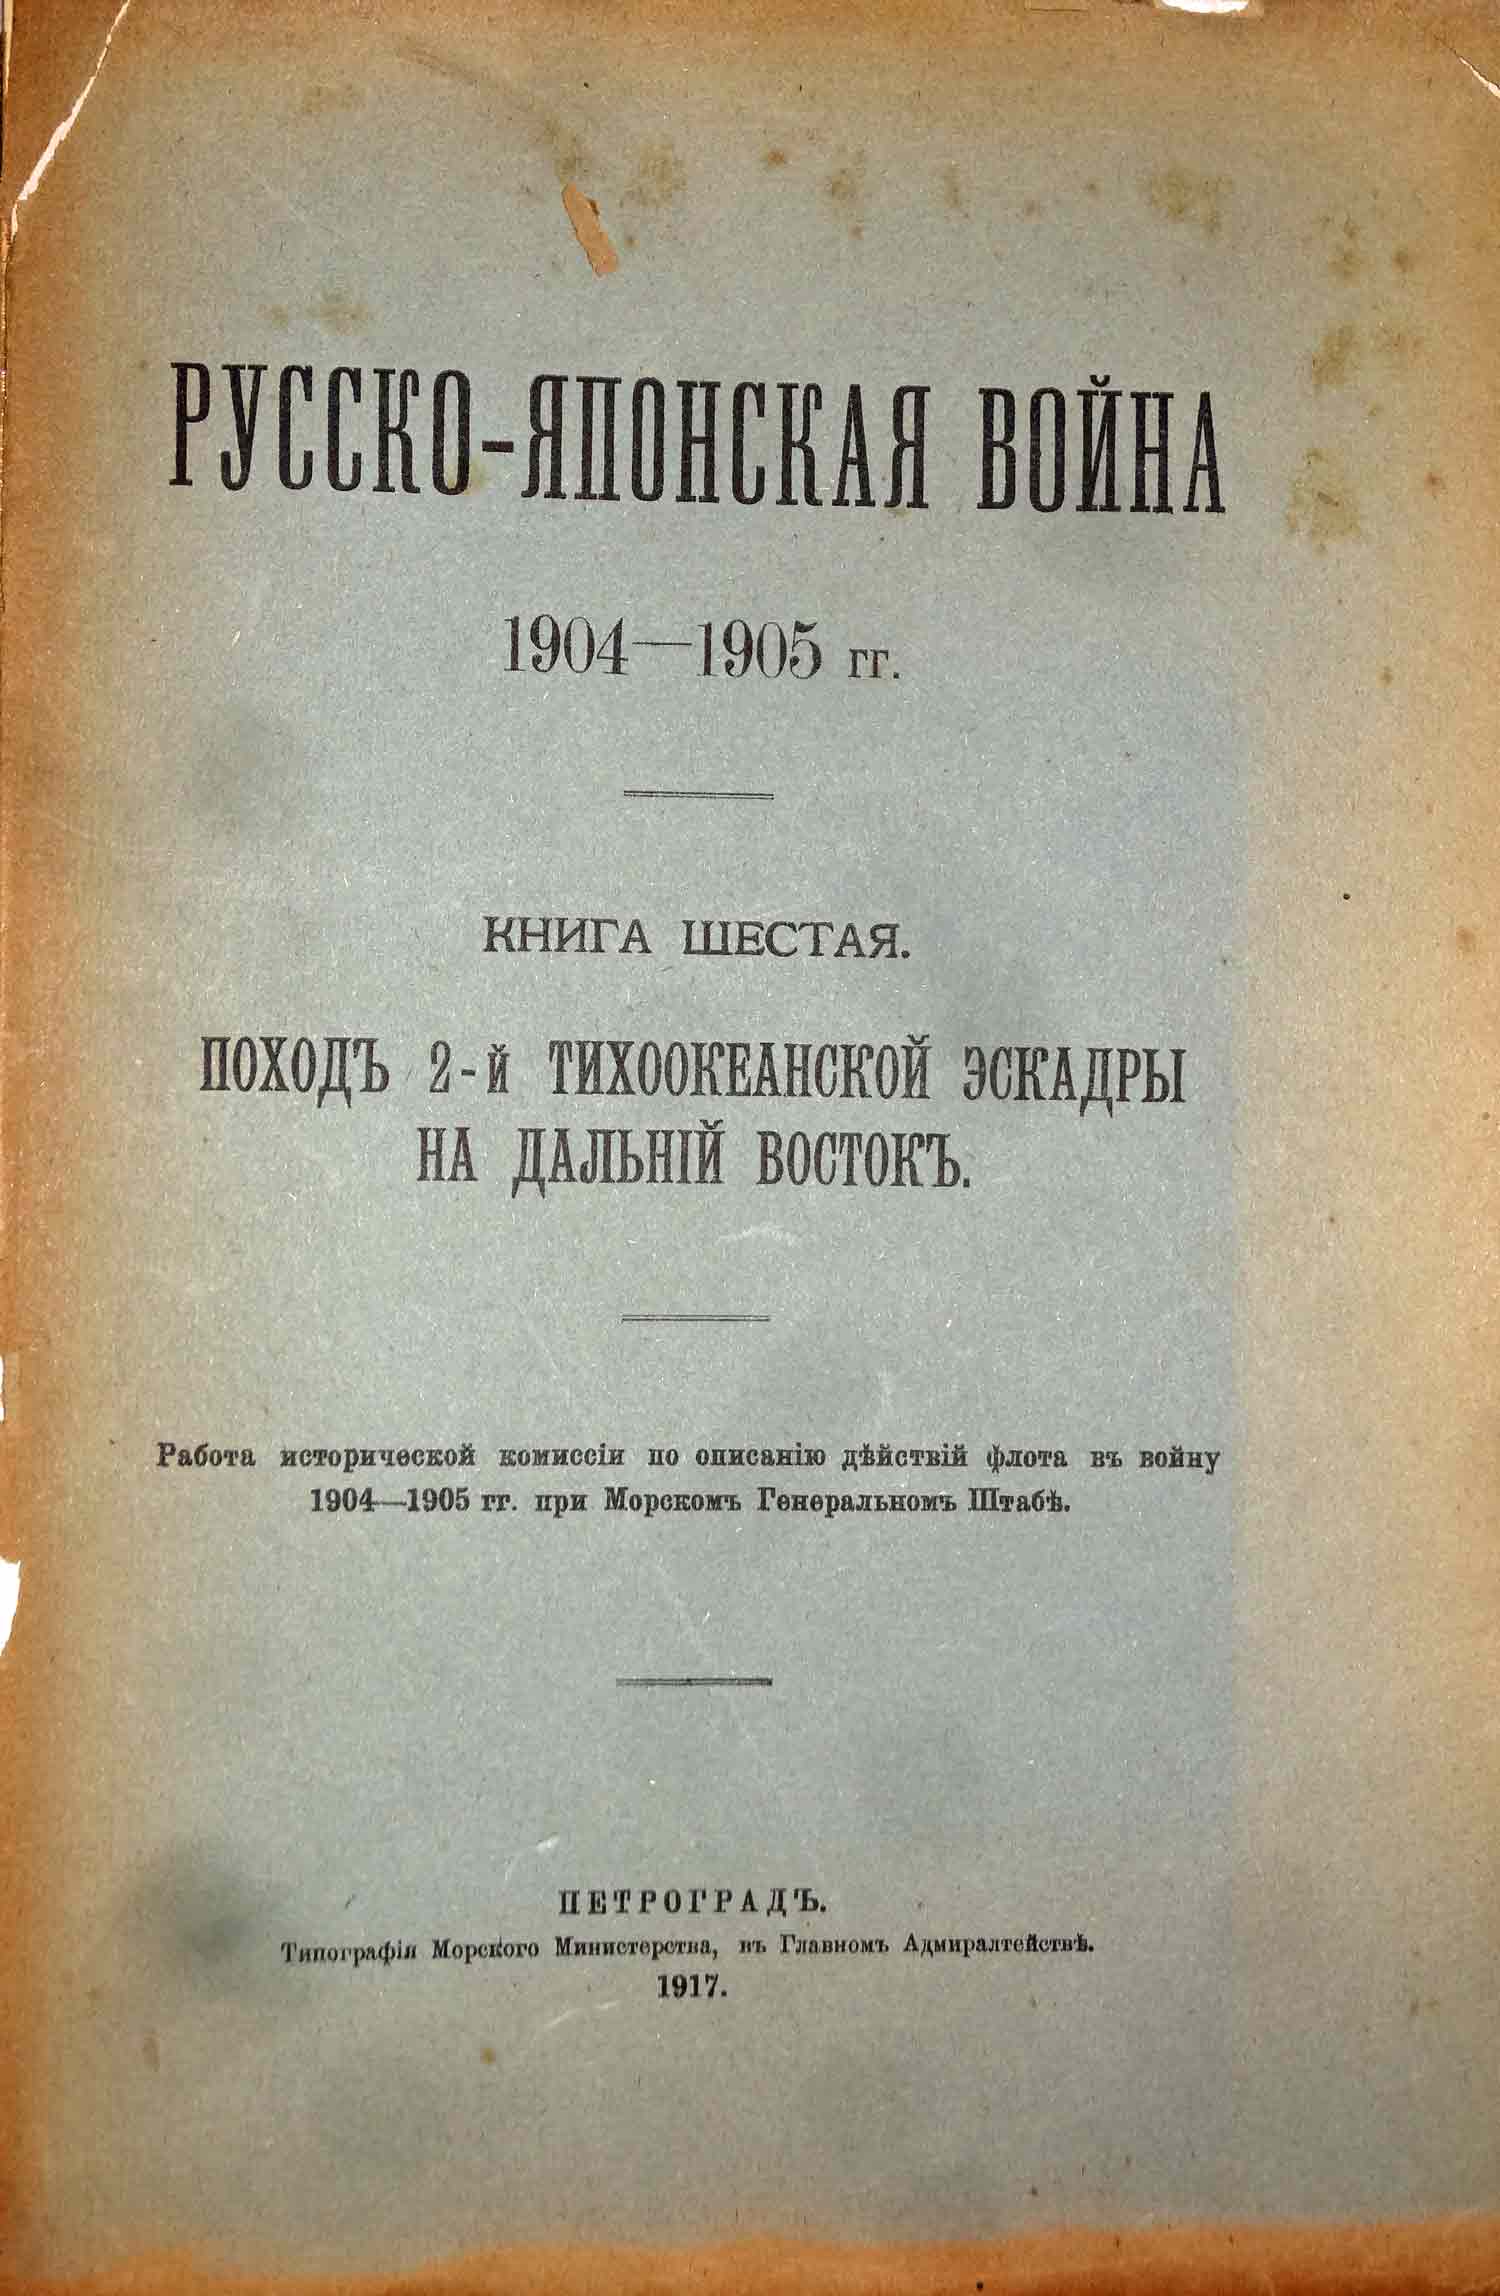 РУССКО-ЯПОНСКАЯ ВОЙНА
1904—1905 гг.
КНИГА ШЕСТАЯ.
ПОХОДЪ 2-й ТИХООКЕАНСКОЙ ЭСКАДРЫ
НА ДАЛЬНІЙ ВОСТОКЪ.
Работа исторической комиссіи по описанію дѣйствій флота въ войну
1904—1905 гг. при Морскомъ Генеральномъ Штабѣ.
ПЕТРОГРАДЪ.
Типографія Морского Министерства, въ Главномъ Адмиралтействѣ.
1917.